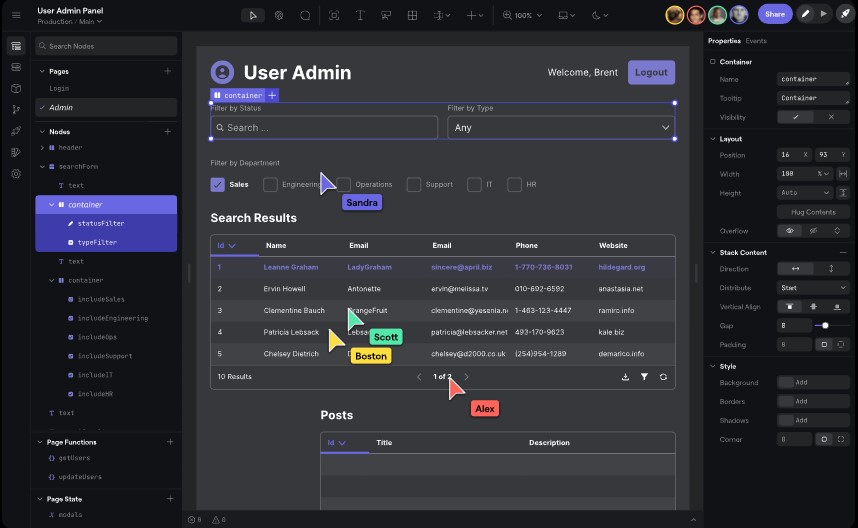 User Admin Panel
Production / Main
100%
Share
Search Nodes
Pages
Login
Admin
Nodes
header
searchForm
text
container
statusFilter
typeFilter
text
container
includeSales
includeEngineering
includeOps
includeSupport
includeIT
includeHR
text
Page Functions
getUsers
updateUsers
Page State
modals
User Admin
Welcome, Brent
Logout
container
Filter by Status
Filter by Type
Search ...
Any
Filter by Department
Sales
Engineering
Operations
Support
IT
HR
Sandra
Search Results
Id Name Email Email Phone Website
1 Leanne Graham LadyGraham sincere@april.biz 1-770-736-8031 hildegard.org
2 Ervin Howell Antonette ervin@melissa.tv 010-692-6592 anastasia.net
3 Clementine Bauch OrangeFruit clementine@yesenia.n 1-463-123-4447 ramiro.info
4 Patricia Lebsack Lebsa patricia@lebsacker.net 493-170-9623 kale.biz
5 Chelsey Dietrich chelsey@d2000.co.uk (254)954-1289 demarico.info
Scott
Boston
10 Results
1 of 2
Alex
Posts
Id Title Description
0
0
Properties
Events
Container
Name container
Tooltip Container
Visibility
Layout
Position 16 X 93 Y
Width 100 %
Height Auto
Hug Contents
Overflow
Stack Content
Direction
Distribute Start
Vertical Align
Gap 8
Padding 0
Style
Background Add
Borders Add
Shadows Add
Corner 0